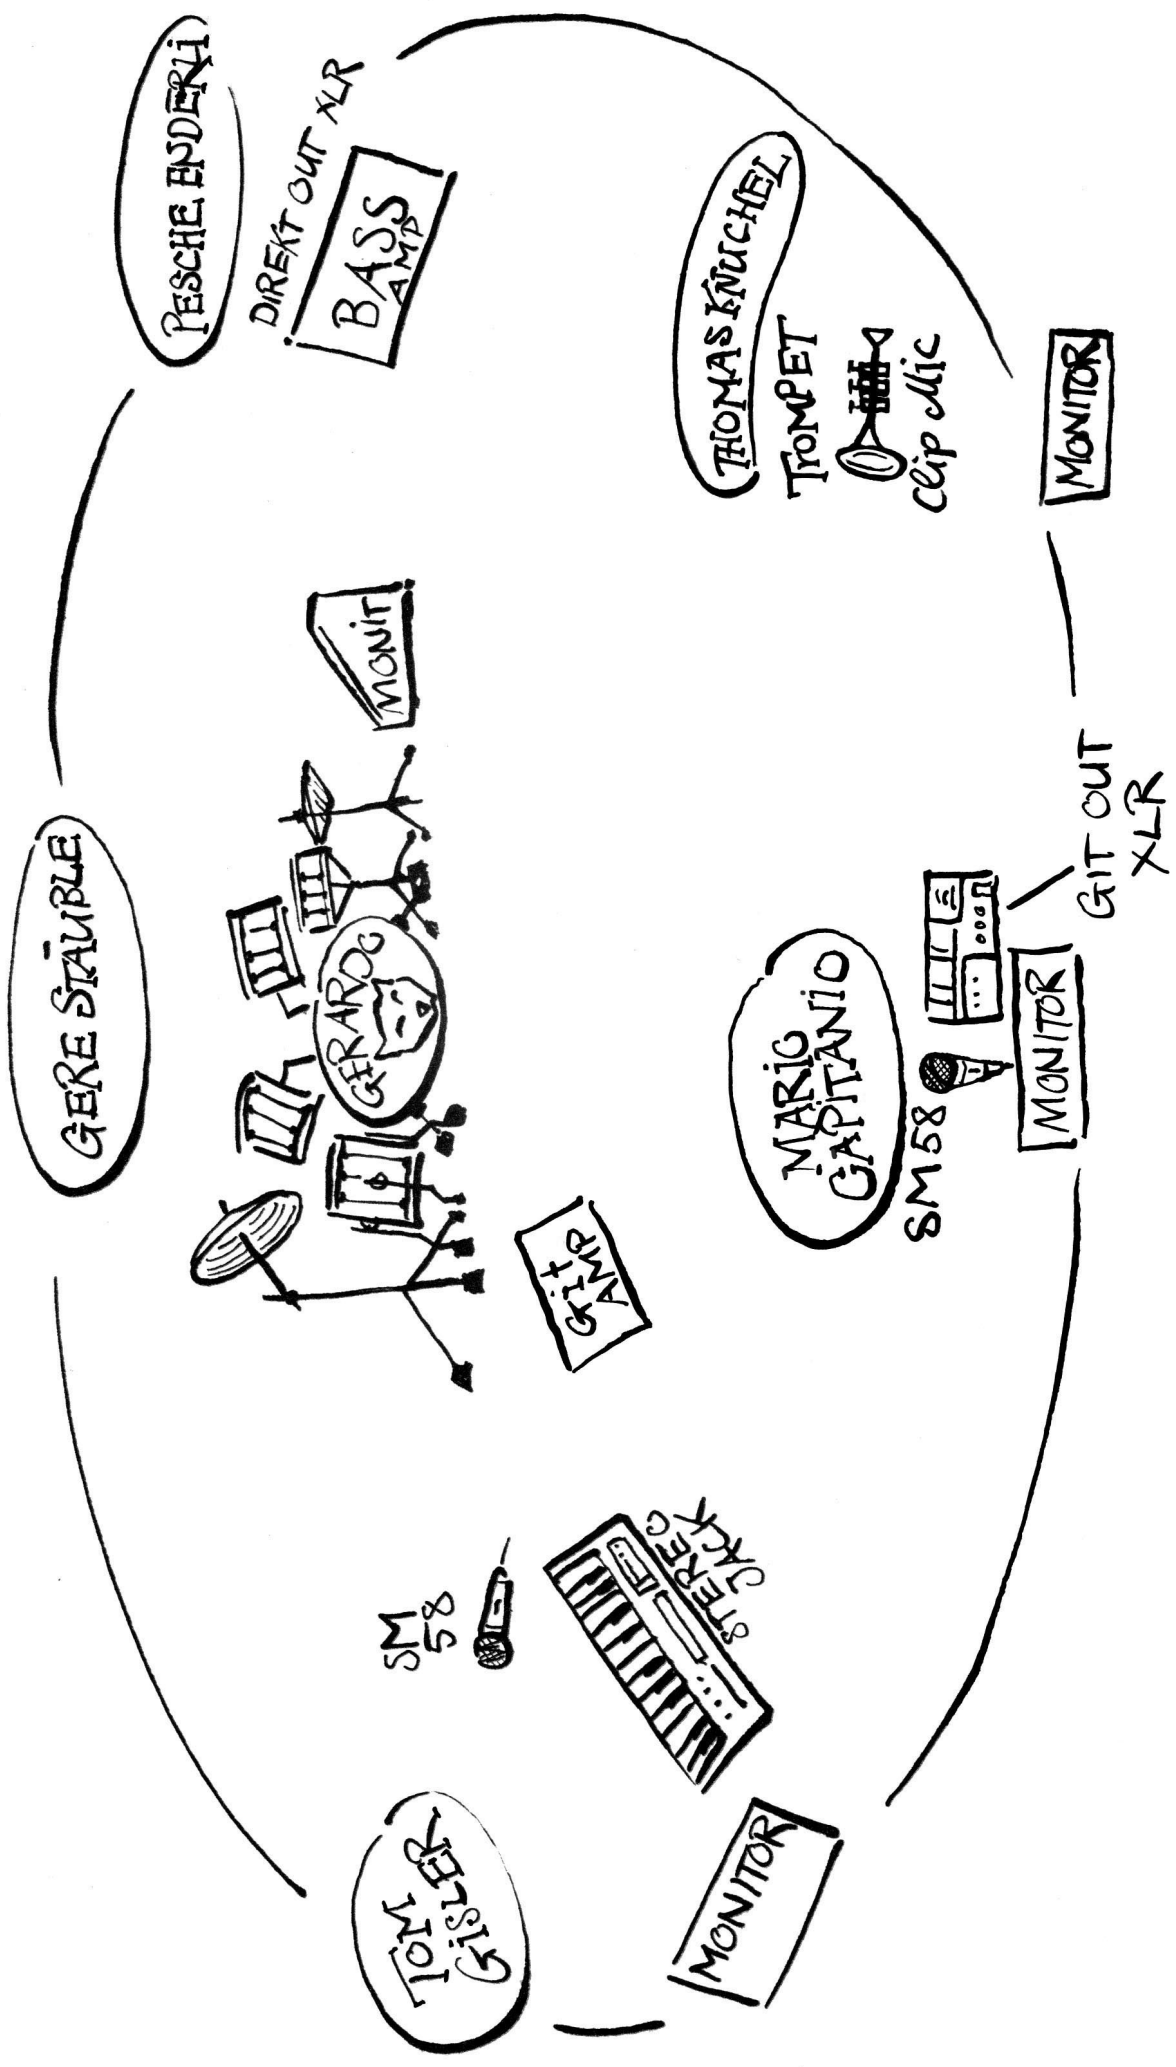 GERE STÄUBLE
PESCHE ENDERLI
DIREKT OUT XLR
BASS
AMP
MONIT
GERARDO
TOM
GISLER
SM
58
STEREO
JACK
MONITOR
Git
AMP
MARIO
CAPITANIO
SM58
MONITOR
GIT OUT
XLR
THOMAS KNUCHEL
TROMPET
Clip Mic
MONITOR